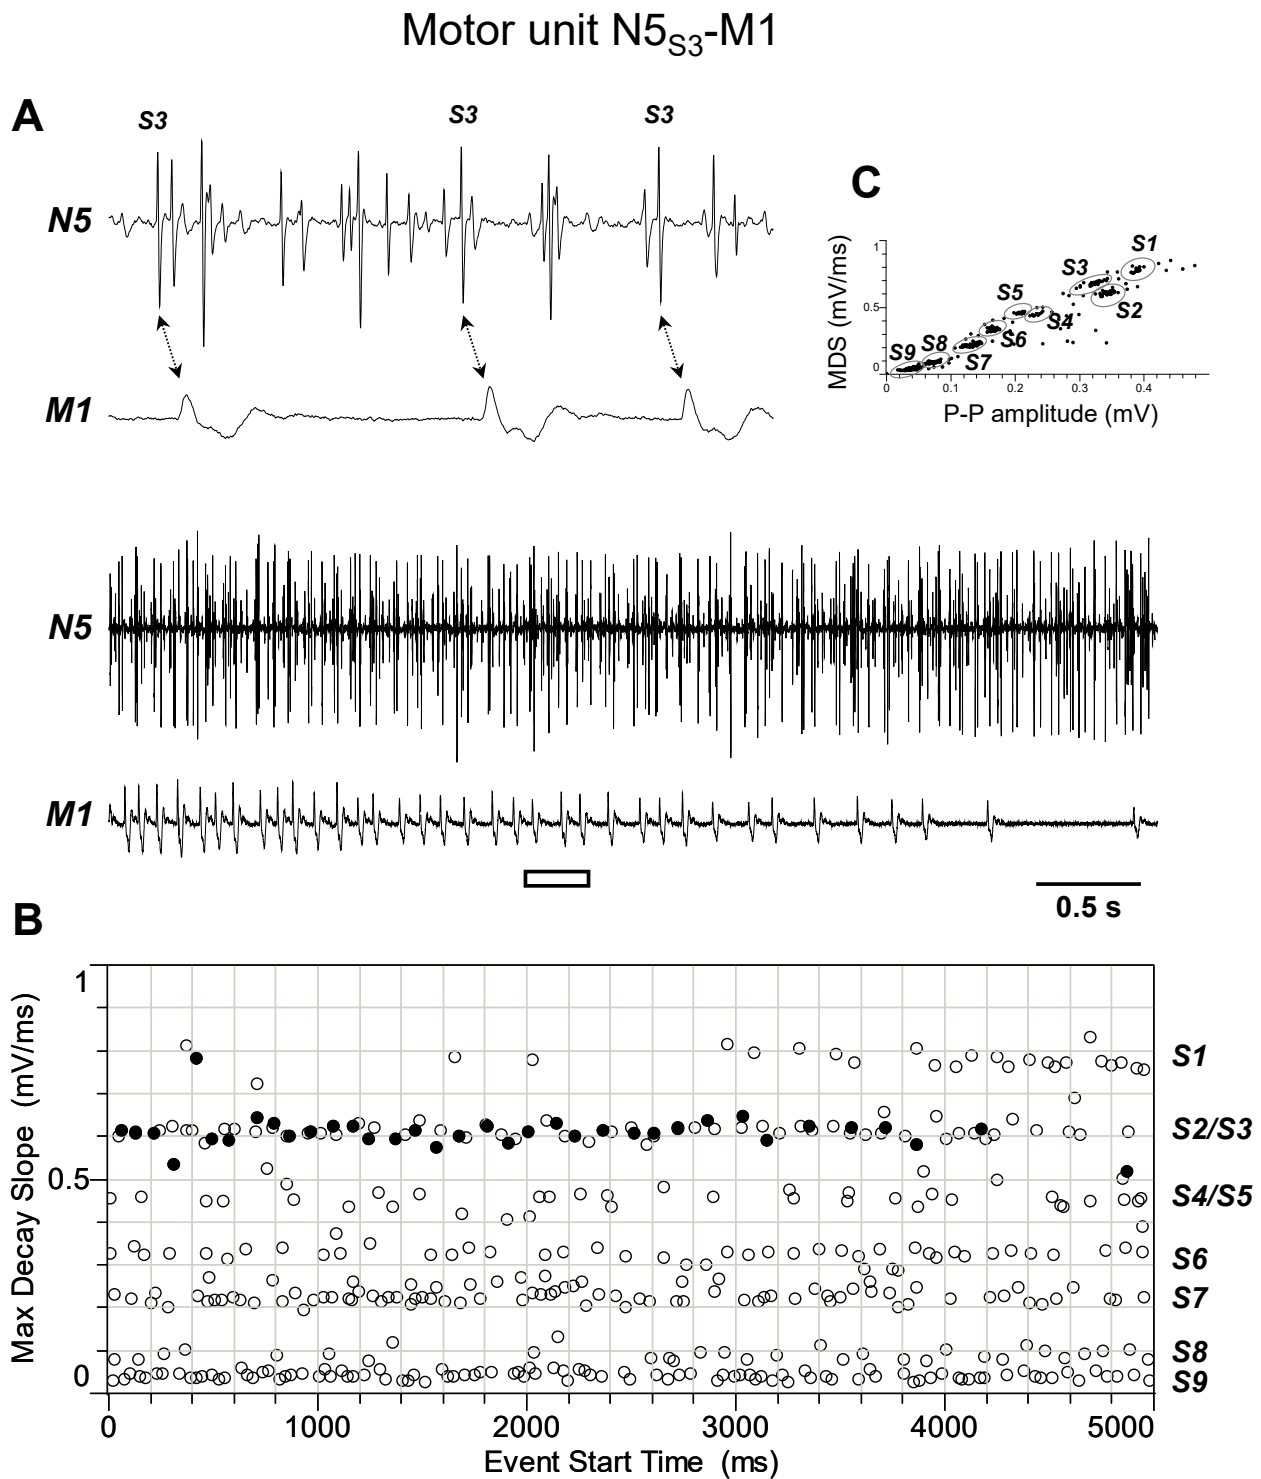 Motor unit N5S3-M1
A
S3 S3 S3
N5
M1
C
MDS (mV/ms)
1
0.5
0
0 0.1 0.2 0.3 0.4
P-P amplitude (mV)
S1
S3
S2
S5
S4
S6
S9 S8
S7
N5
M1
0.5 s
B
Max Decay Slope (mV/ms)
1
0.5
0
S1
S2/S3
S4/S5
S6
S7
S8
S9
0 1000 2000 3000 4000 5000
Event Start Time (ms)